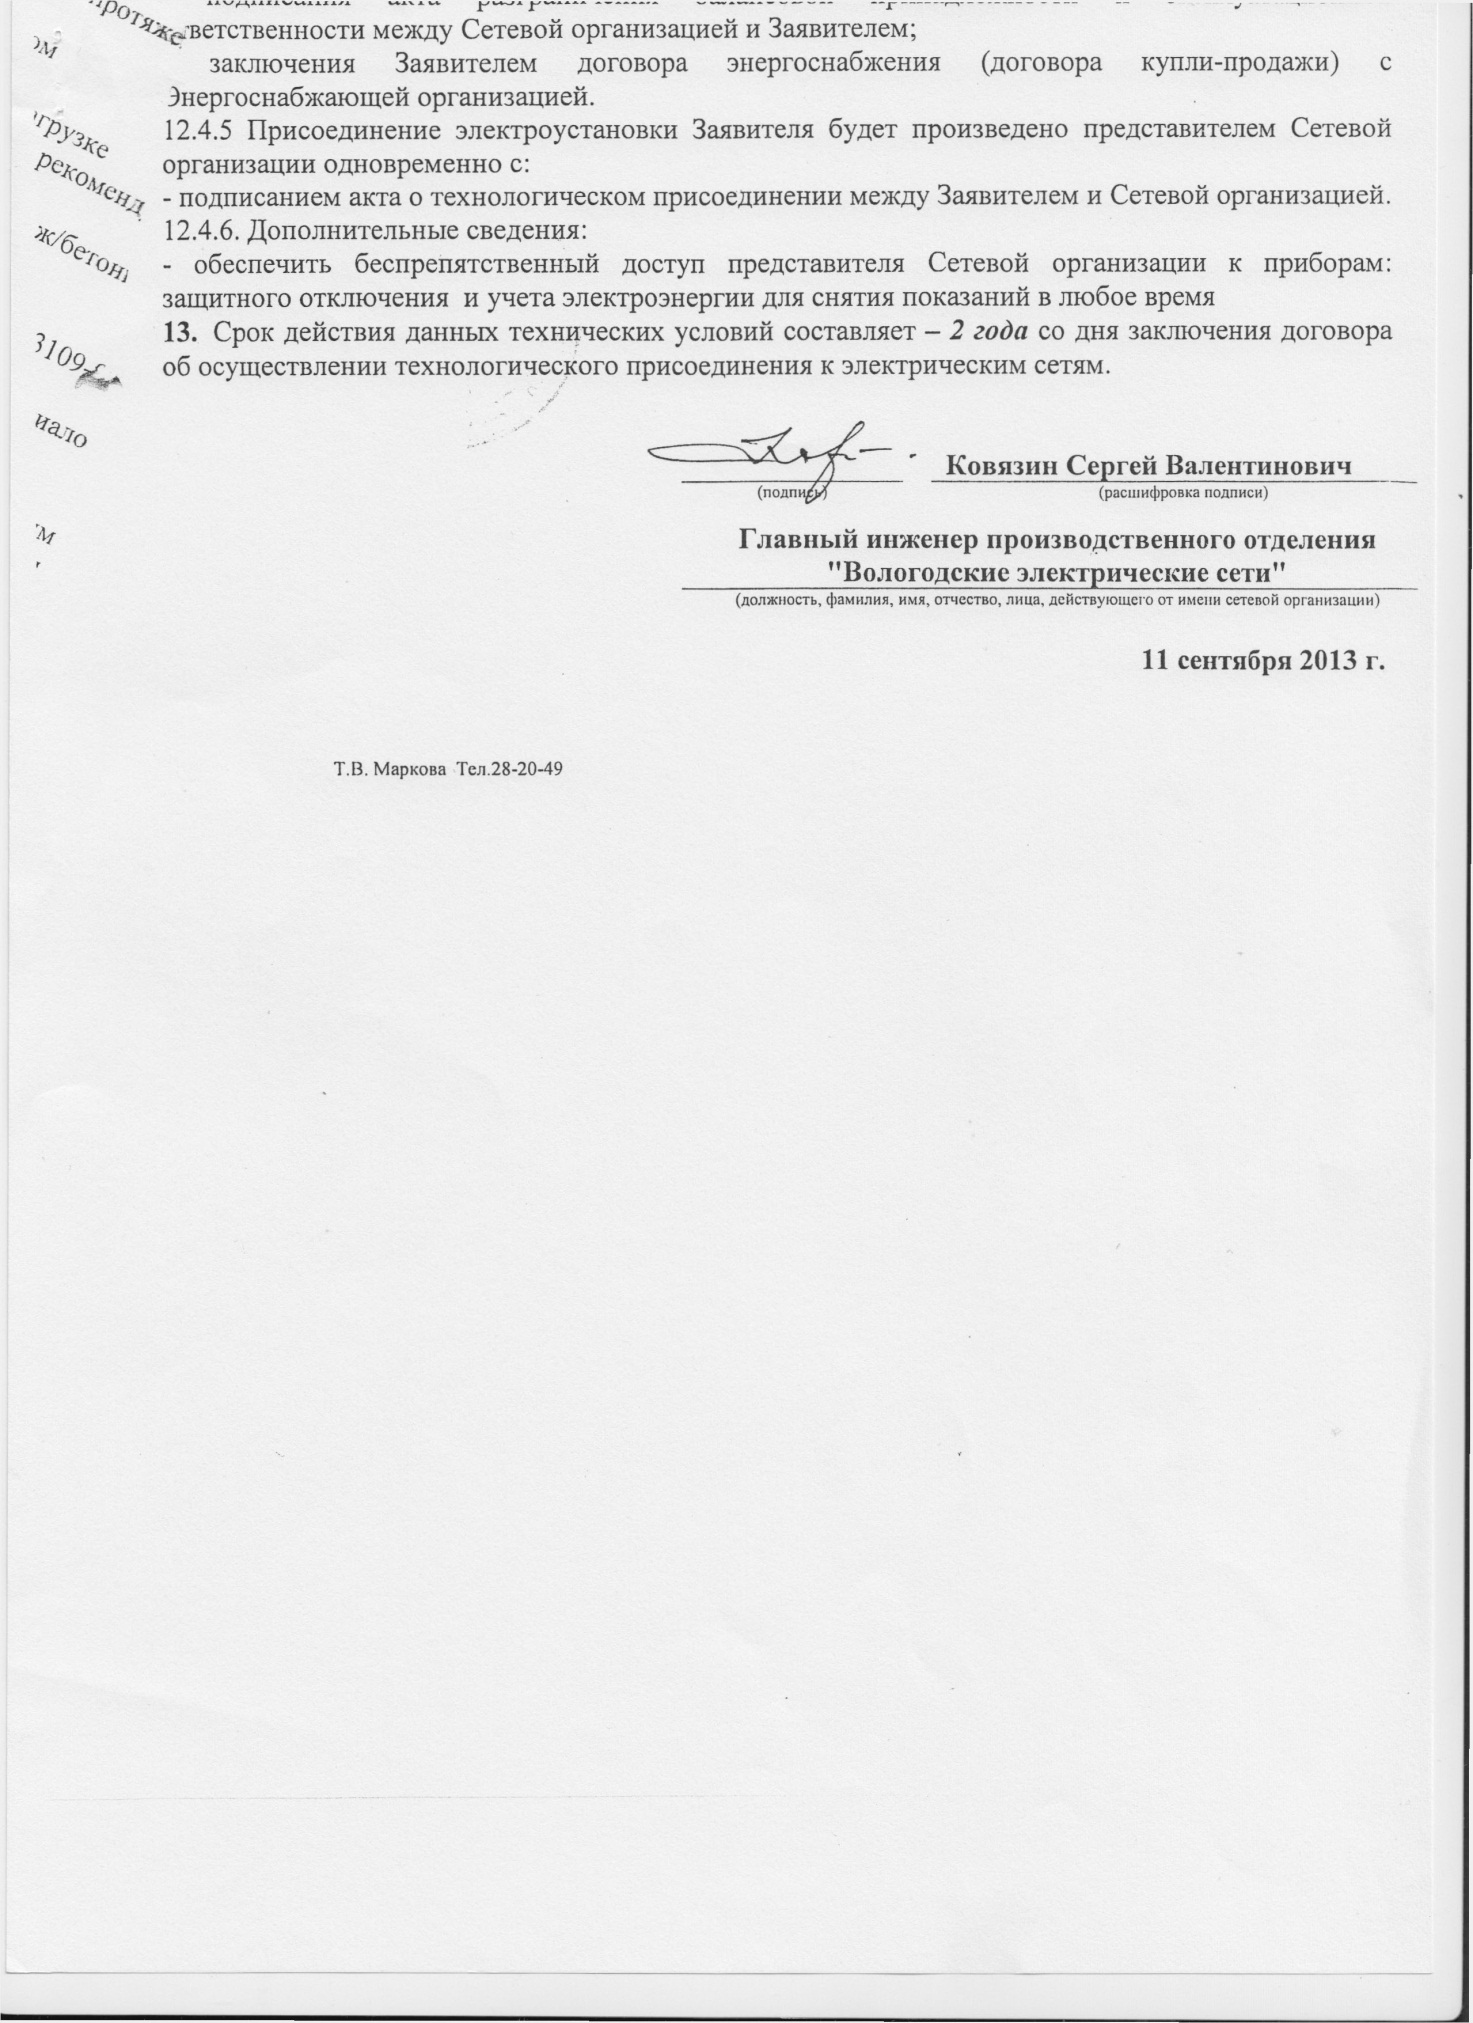 ветственности между Сетевой организацией и Заявителем;
заключения Заявителем договора энергоснабжения (договора купли-продажи) с
Энергоснабжающей организацией.
12.4.5 Присоединение электроустановки Заявителя будет произведено представителем Сетевой
организации одновременно с:
- подписанием акта о технологическом присоединении между Заявителем и Сетевой организацией.
12.4.6. Дополнительные сведения:
- обеспечить беспрепятственный доступ представителя Сетевой организации к приборам:
защитного отключения и учета электроэнергии для снятия показаний в любое время
13. Срок действия данных технических условий составляет – 2 года со дня заключения договора
об осуществлении технологического присоединения к электрическим сетям.
протяже
ом
грузке
рекоменд
ж/бетон
3109
иало
м
Ковязин Сергей Валентинович
(подпись) (расшифровка подписи)
Главный инженер производственного отделения
"Вологодские электрические сети"
(должность, фамилия, имя, отчество, лица, действующего от имени сетевой организации)
11 сентября 2013 г.
Т.В. Маркова Тел.28-20-49